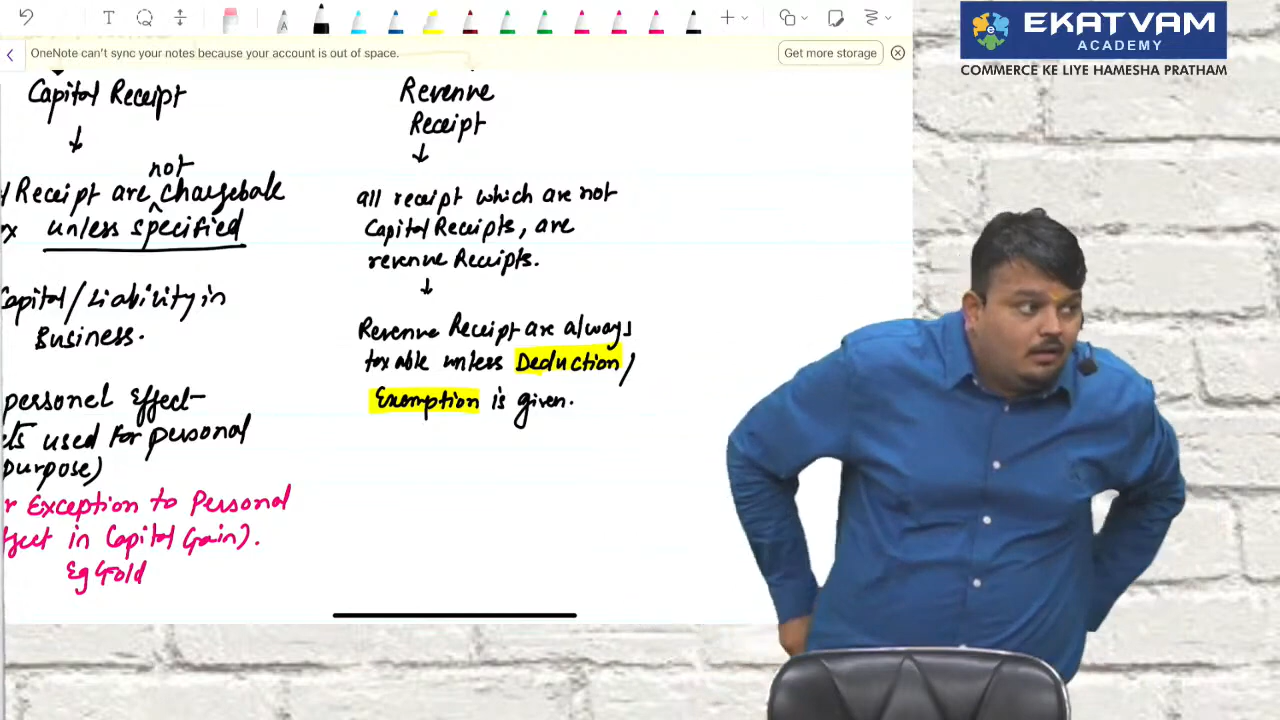 EKATVAM
ACADEMY
COMMERCE KE LIYE HAMESHA PRATHAM
OneNote can't sync your notes because your account is out of space.
Get more storage
Capital Receipt
not
Receipt are chargebale
unless specified
Capital/Liability in
Business.
personel effect-
used for personal
purpose)
Exception to Personal
in Capital Gain).
Eg Gold
Revenue
Receipt
all receipt which are not
Capital Receipts, are
revenue Receipts.
Revenue Receipt are always
taxable unless Deduction/
Exemption is given.